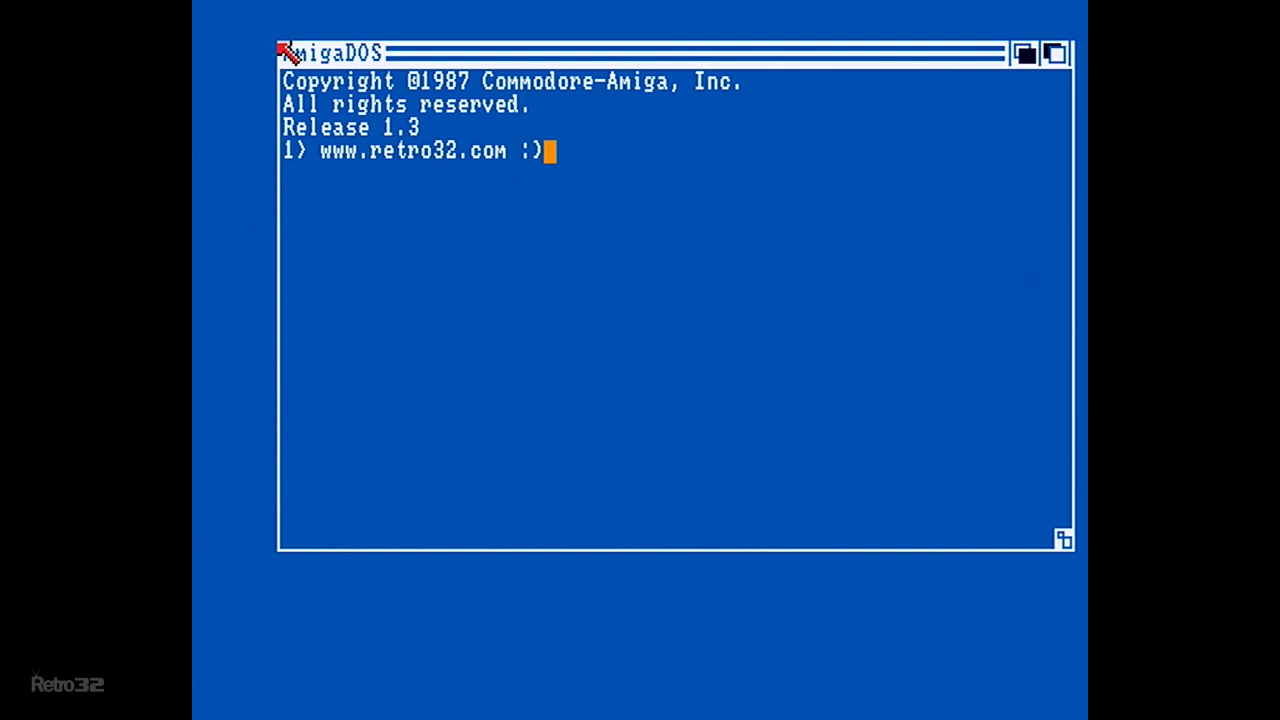 AmigaDOS
Copyright ©1987 Commodore-Amiga, Inc.
All rights reserved.
Release 1.3
1> www.retro32.com :)
Retro32